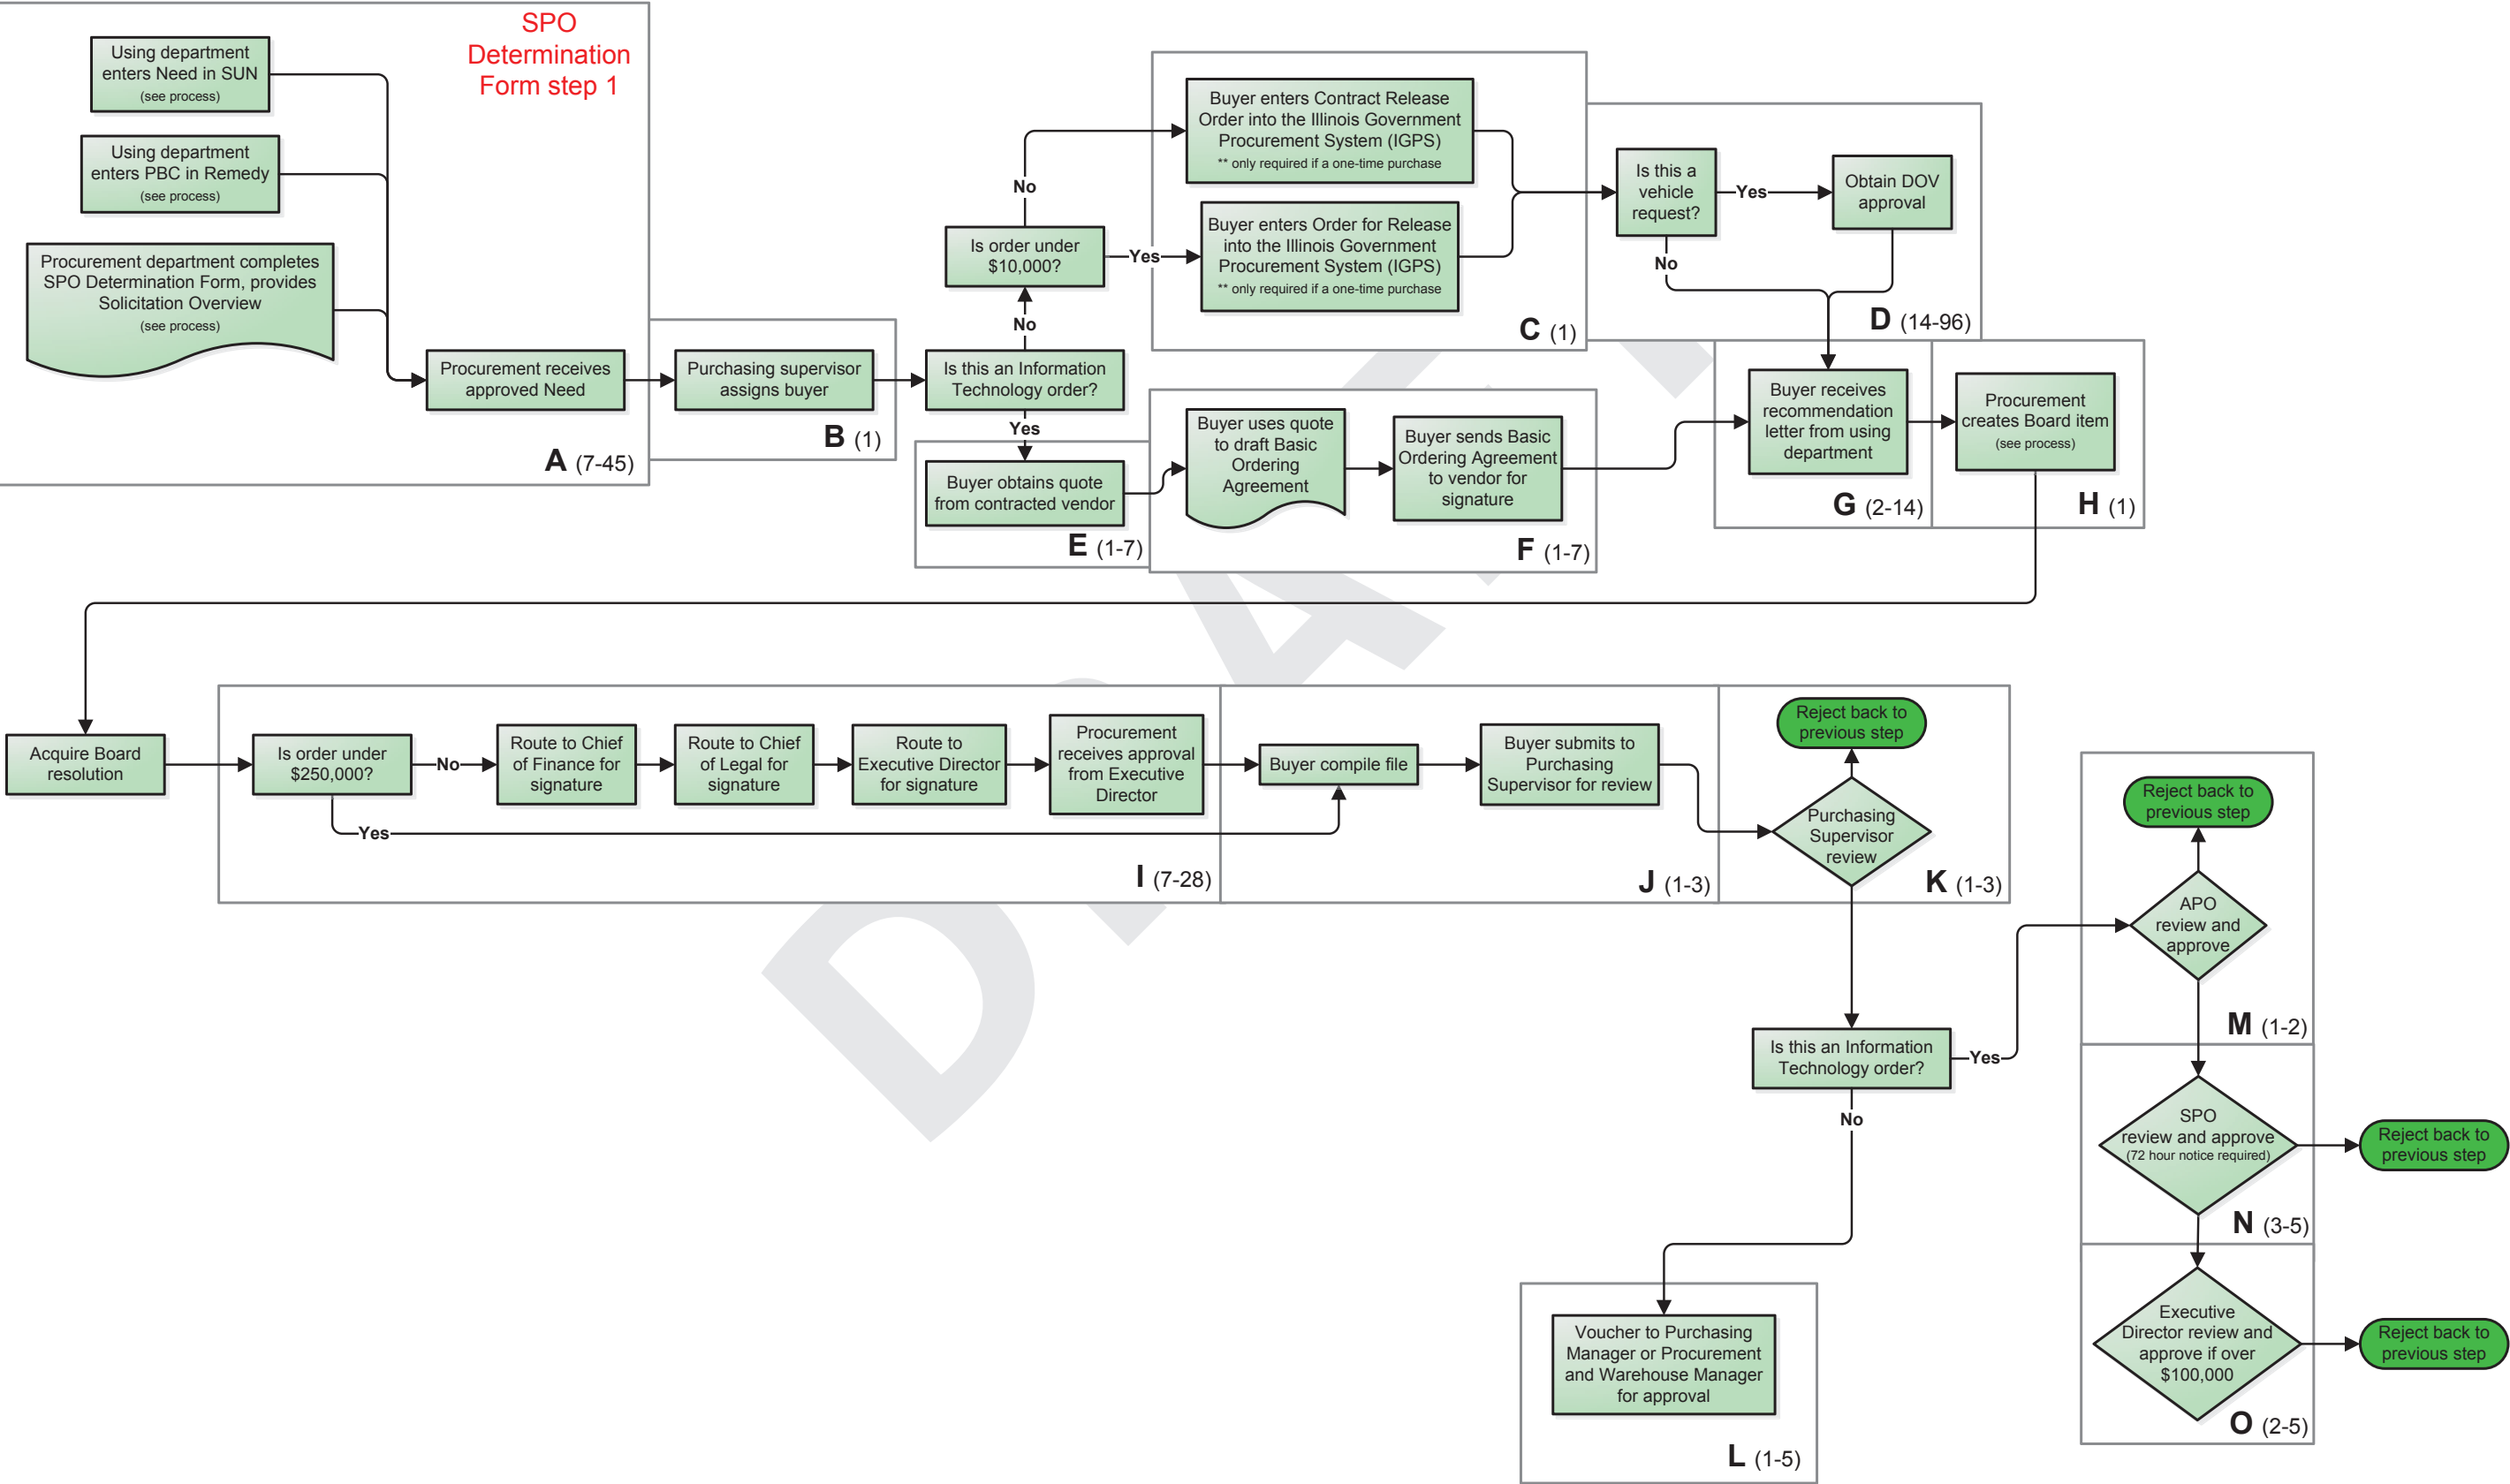 SPO
Determination
Form step 1
Using department
enters Need in SUN
(see process)
Using department
enters PBC in Remedy
(see process)
Procurement department completes
SPO Determination Form, provides
Solicitation Overview
(see process)
Procurement receives
approved Need
A (7-45)
Purchasing supervisor
assigns buyer
B (1)
Is this an Information
Technology order?
No
Yes
Is order under
$10,000?
No
Yes
Buyer enters Contract Release
Order into the Illinois Government
Procurement System (IGPS)
** only required if a one-time purchase
Buyer enters Order for Release
into the Illinois Government
Procurement System (IGPS)
** only required if a one-time purchase
C (1)
Is this a
vehicle
request?
Yes
No
Obtain DOV
approval
D (14-96)
Buyer obtains quote
from contracted vendor
E (1-7)
Buyer uses quote
to draft Basic
Ordering
Agreement
Buyer sends Basic
Ordering Agreement
to vendor for
signature
F (1-7)
Buyer receives
recommendation
letter from using
department
G (2-14)
Procurement
creates Board item
(see process)
H (1)
Acquire Board
resolution
Is order under
$250,000?
No
Yes
Route to Chief
of Finance for
signature
Route to Chief
of Legal for
signature
Route to
Executive Director
for signature
Procurement
receives approval
from Executive
Director
I (7-28)
Buyer compile file
Buyer submits to
Purchasing
Supervisor for review
J (1-3)
Reject back to
previous step
Purchasing
Supervisor
review
K (1-3)
Is this an Information
Technology order?
Yes
No
Voucher to Purchasing
Manager or Procurement
and Warehouse Manager
for approval
L (1-5)
Reject back to
previous step
APO
review and
approve
M (1-2)
SPO
review and approve
(72 hour notice required)
Reject back to
previous step
N (3-5)
Executive
Director review and
approve if over
$100,000
Reject back to
previous step
O (2-5)
DRAFT